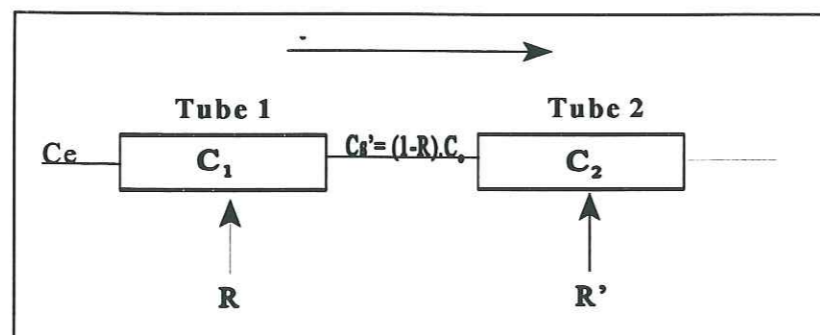 Tube 1 Tube 2
Ce C₁ Cs'= (1-R).Cₑ C₂
R R'